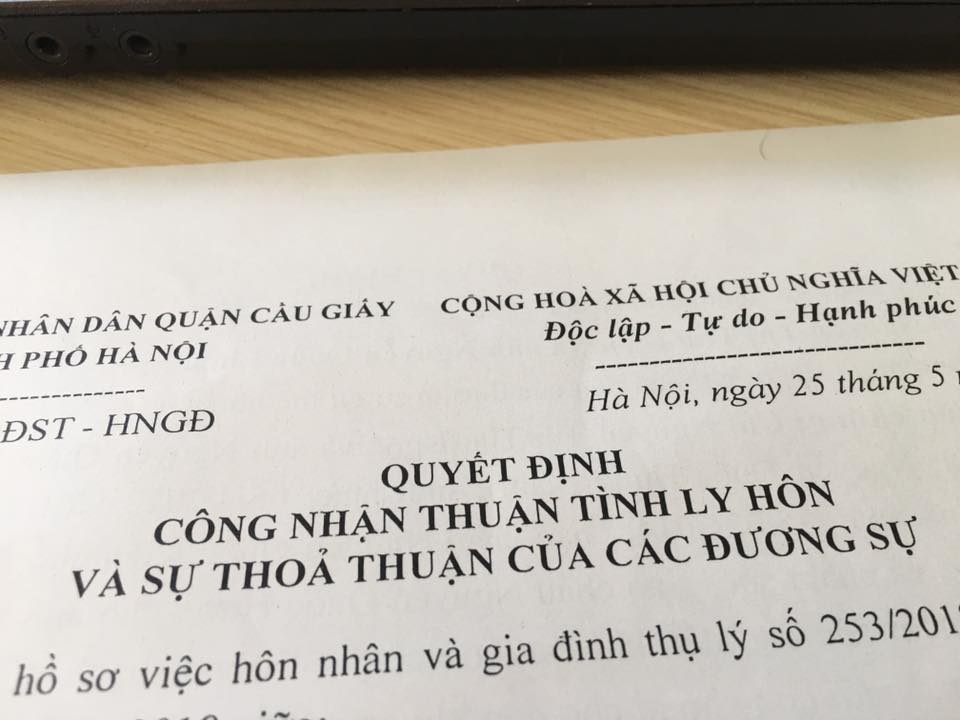 NHÂN DÂN QUẬN CẦU GIẤY
CỘNG HOÀ XÃ HỘI CHỦ NGHĨA VIỆT
PHỐ HÀ NỘI
Độc lập - Tự do - Hạnh phúc
Hà Nội, ngày 25 tháng 5
ĐST - HNGĐ
QUYẾT ĐỊNH
CÔNG NHẬN THUẬN TÌNH LY HÔN
VÀ SỰ THOẢ THUẬN CỦA CÁC ĐƯƠNG SỰ
hồ sơ việc hôn nhân và gia đình thụ lý số 253/201